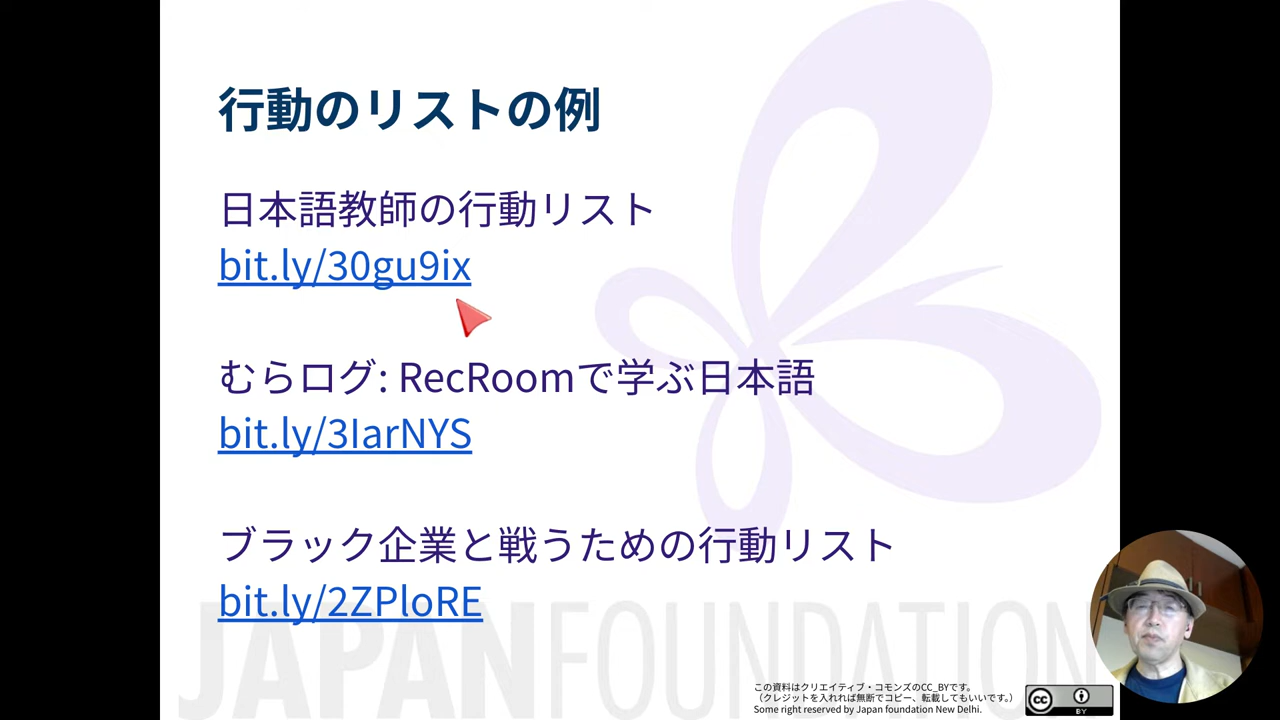 行動のリストの例
日本語教師の行動リスト
bit.ly/30gu9ix
むらログ: RecRoomで学ぶ日本語
bit.ly/3IarNYS
ブラック企業と戦うための行動リスト
bit.ly/2ZPloRE
JAPAN FOUNDATION
この資料はクリエイティブ・コモンズのCC_BYです。
（クレジットを入れれば無断でコピー、転載してもいいです。）
Some right reserved by Japan foundation New Delhi.
cc
BY